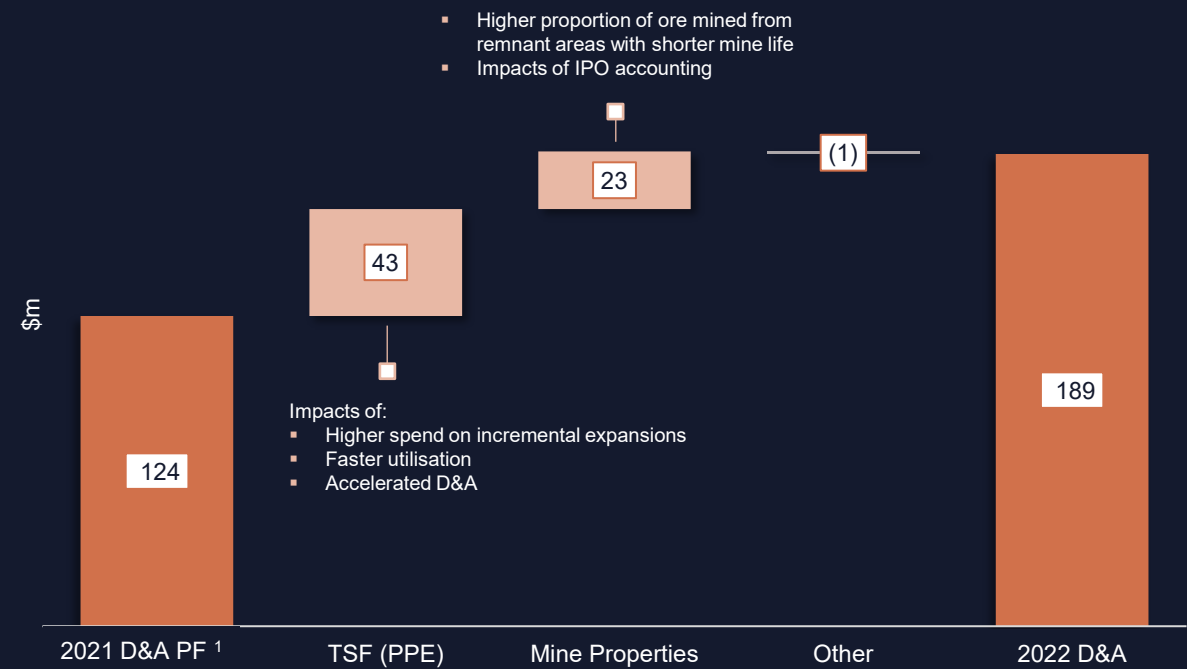 ▪ Higher proportion of ore mined from
remnant areas with shorter mine life
▪ Impacts of IPO accounting
(1)
23
43
$m
189
Impacts of:
▪ Higher spend on incremental expansions
▪ Faster utilisation
▪ Accelerated D&A
124
2021 D&A PF ¹
TSF (PPE)
Mine Properties
Other
2022 D&A